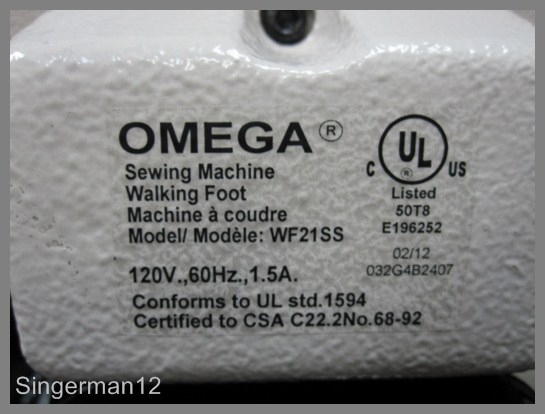 OMEGA®
Sewing Machine
Walking Foot
Machine à coudre
Model/ Modèle: WF21SS
120V.,60Hz.,1.5A.
Conforms to UL std.1594
Certified to CSA C22.2No.68-92
C UL® US
Listed
50T8
E196252
02/12
032G4B2407
Singerman12